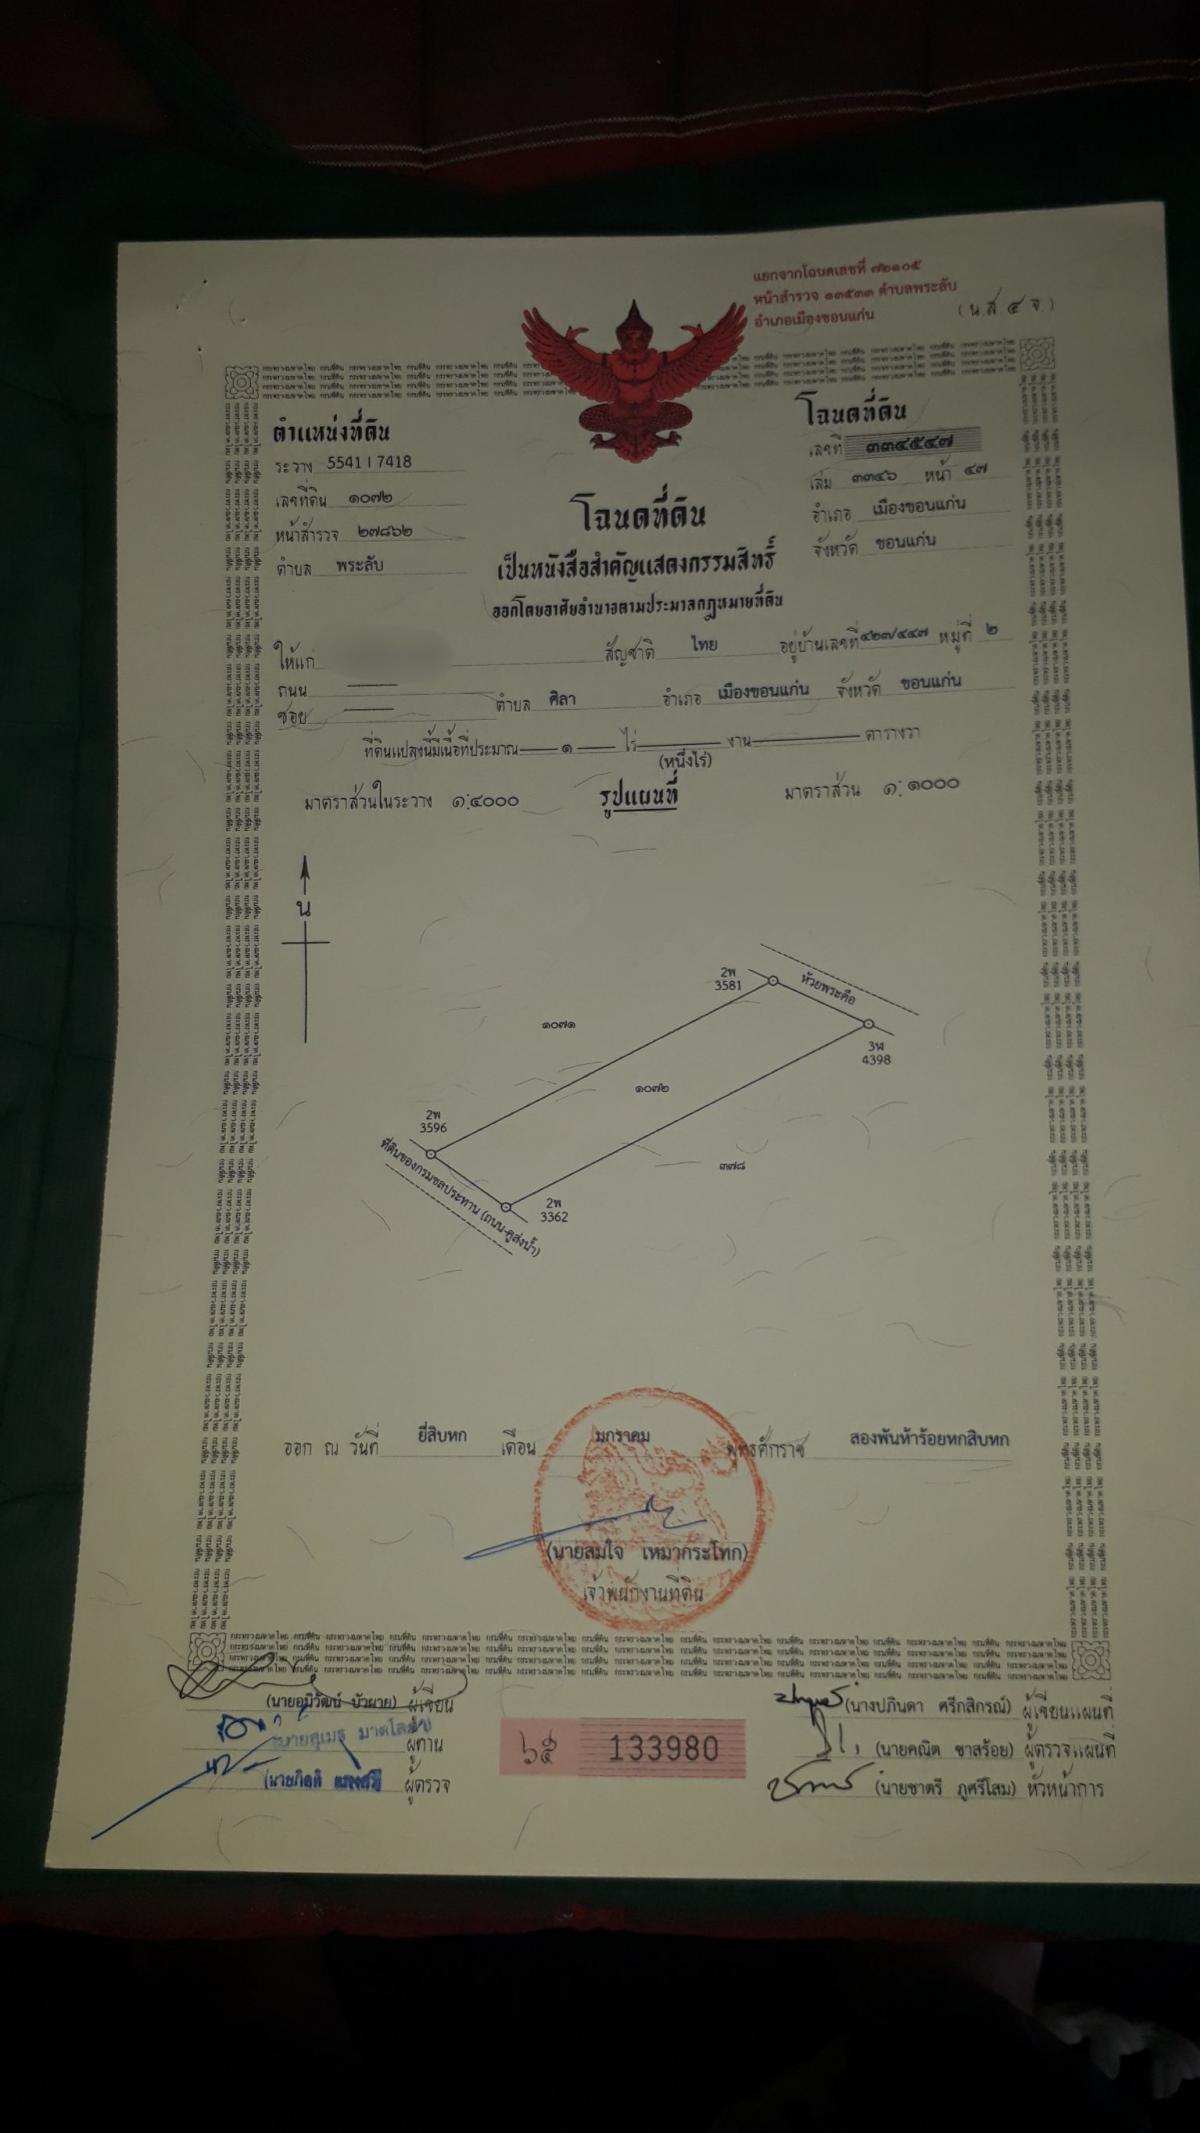 แยกจากโฉนดเลขที่ ๗๒๑๐๕
หน้าสำรวจ ๑๓๕๓๓ ตำบลพระลับ
อำเภอเมืองขอนแก่น
(น.ส.๔ จ.)
ตำแหน่งที่ดิน
ระวาง 5541 I 7418
เลขที่ดิน ๑๐๗๒
หน้าสำรวจ ๒๗๘๖๒
ตำบล พระลับ
โฉนดที่ดิน
เลขที่ ๓๓๔๕๔๗
เล่ม ๓๓๔๖ หน้า ๔๗
อำเภอ เมืองขอนแก่น
จังหวัด ขอนแก่น
โฉนดที่ดิน
เป็นหนังสือสำคัญแสดงกรรมสิทธิ์
ออกโดยอาศัยอำนาจตามประมวลกฎหมายที่ดิน
ให้แก่ สัญชาติ ไทย อยู่บ้านเลขที่ ๔๒๗/๔๔๗ หมู่ที่ ๒
ถนน
ซอย ตำบล ศิลา อำเภอ เมืองขอนแก่น จังหวัด ขอนแก่น
ที่ดินแปลงนี้มีเนื้อที่ประมาณ ๑ ไร่ งาน ตารางวา
(หนึ่งไร่)
มาตราส่วนในระวาง ๑:๔๐๐๐ รูปแผนที่ มาตราส่วน ๑:๑๐๐๐
น
2พ
3581
ห้วยพระคือ
๑๐๗๑
3ฬ
4398
๑๐๗๒
2พ
3596
๓๗๘
ที่ดินของกรมชลประทาน (ถนน-คูส่งน้ำ)
2พ
3362
ออก ณ วันที่ ยี่สิบหก เดือน มกราคม พุทธศักราช สองพันห้าร้อยหกสิบหก
(นายสมใจ เหมากระโทก)
เจ้าพนักงานที่ดิน
(นายอภิวัฒน์ บัวผาย) ผู้เขียน
ผู้ทาน
ผู้ตรวจ
๖๕ 133980
(นางปภินดา ศรีกสิกรณ์) ผู้เขียนแผนที่
(นายคณิต ชาสร้อย) ผู้ตรวจแผนที่
(นายชาตรี ภูศรีโสม) หัวหน้าการ